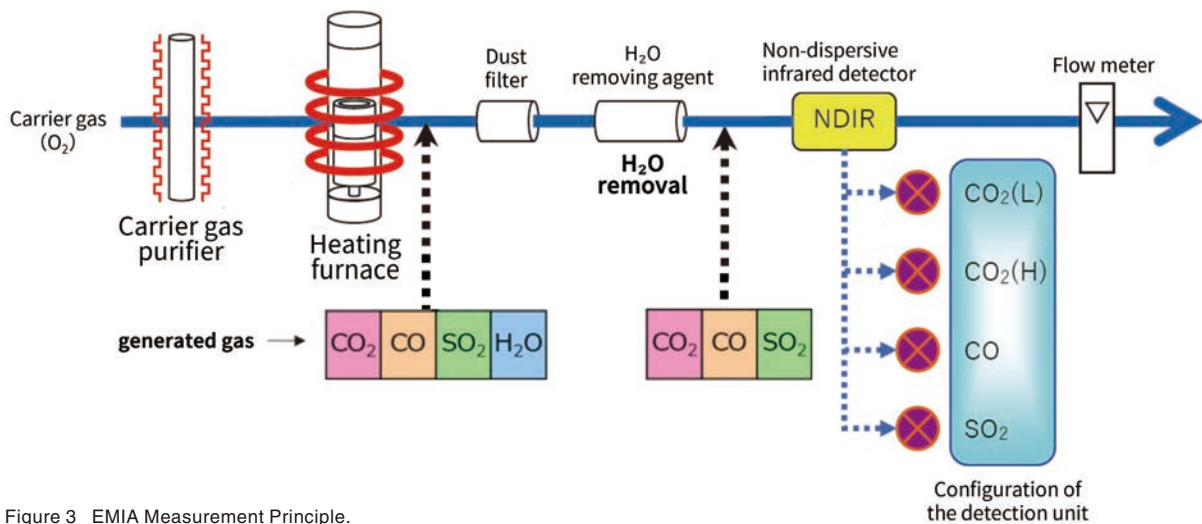 Carrier gas
(O₂)
Carrier gas
purifier
Heating
furnace
Dust
filter
H₂O
removing agent
H₂O
removal
Non-dispersive
infrared detector
NDIR
Flow meter
generated gas
CO₂ CO SO₂ H₂O
CO₂ CO SO₂
CO₂(L)
CO₂(H)
CO
SO₂
Configuration of
the detection unit
Figure 3 EMIA Measurement Principle.